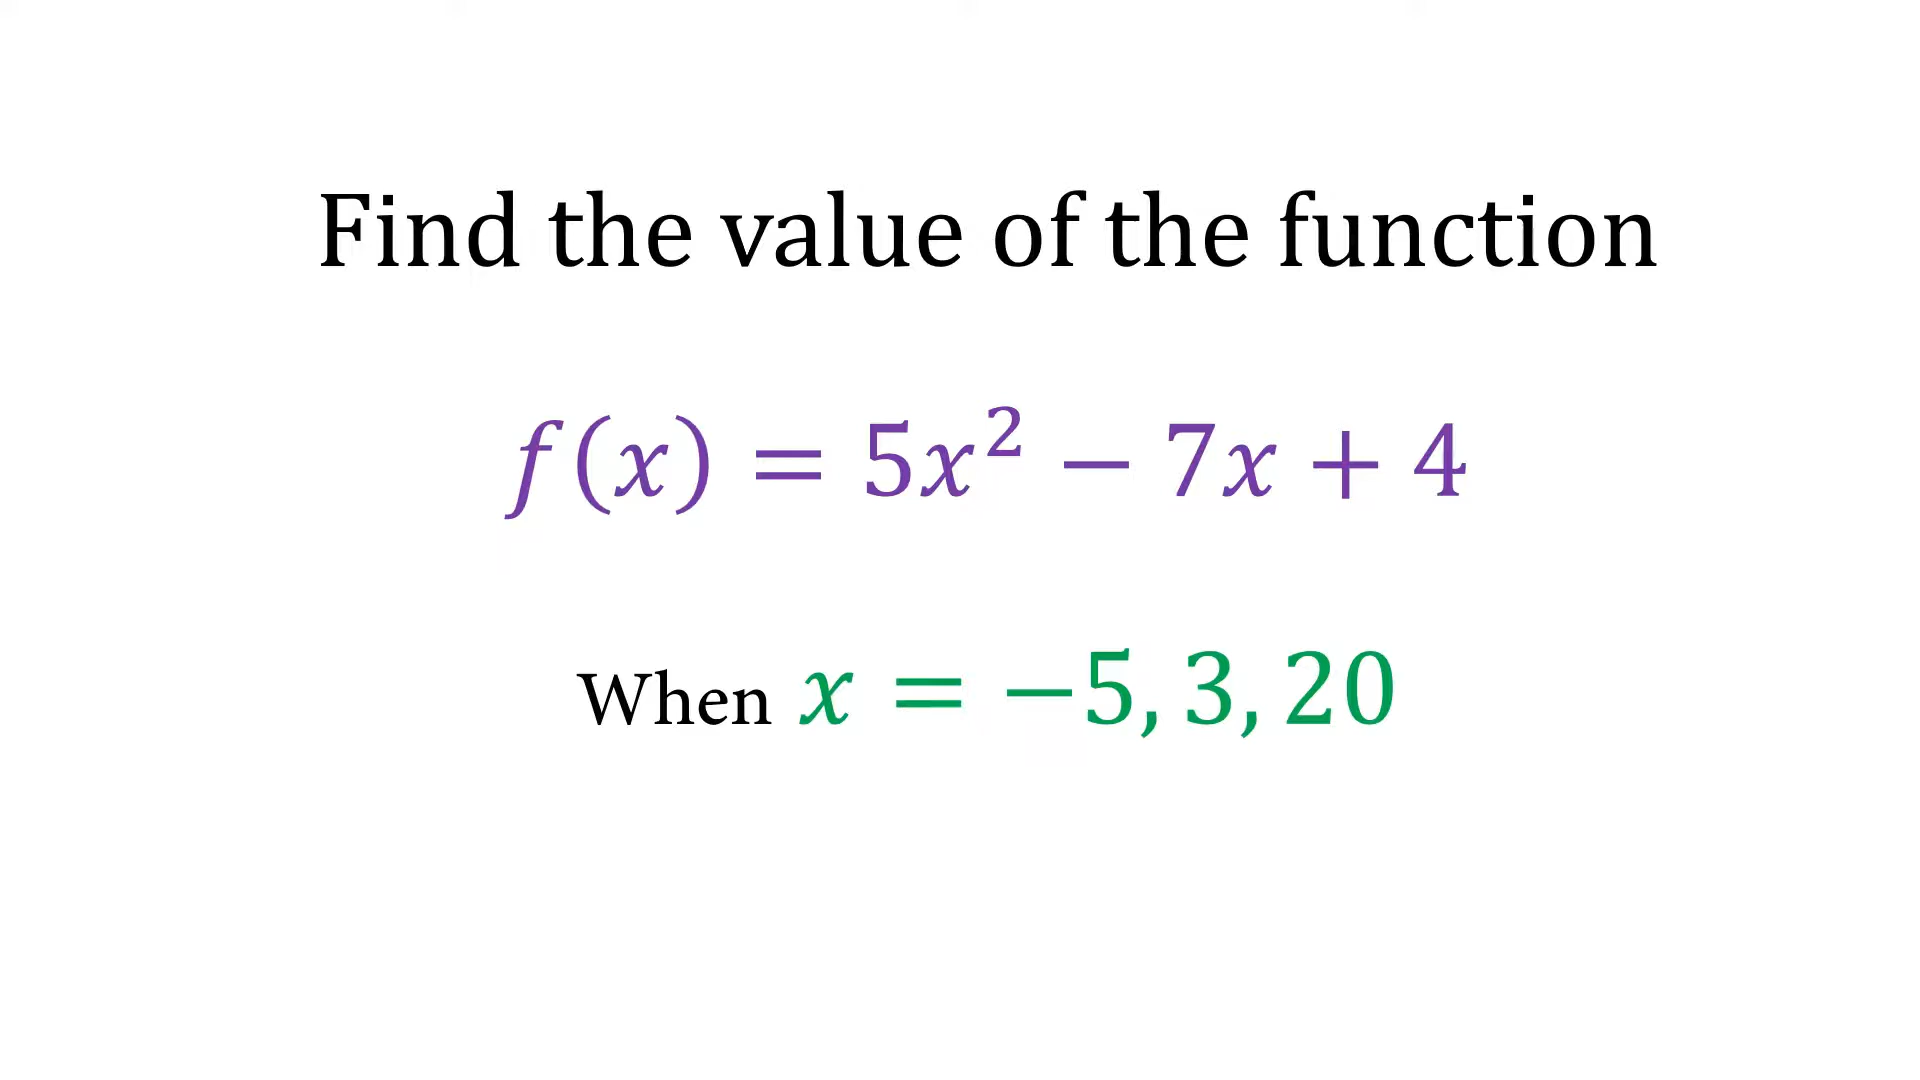 Find the value of the function
f(x) = 5x² − 7x + 4
When x = −5, 3, 20